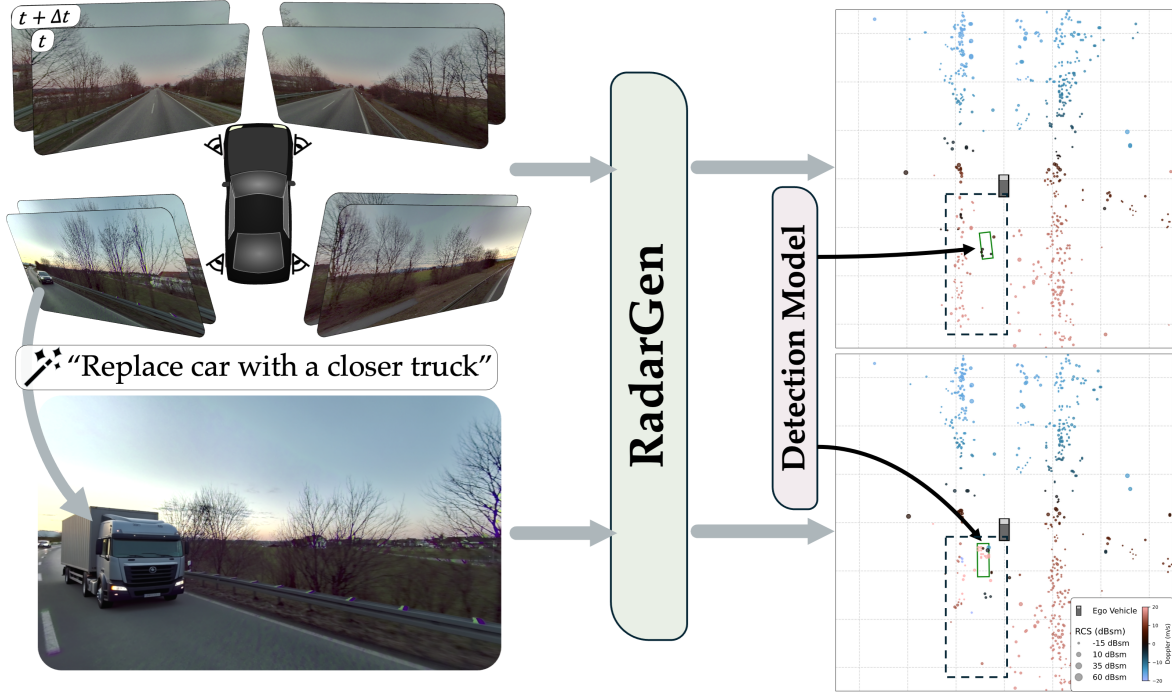 t + Δt
t
"Replace car with a closer truck"
RadarGen
Detection Model
Ego Vehicle
RCS (dBsm)
-15 dBsm
10 dBsm
35 dBsm
60 dBsm
20
10
0
−10
−20
Doppler (m/s)